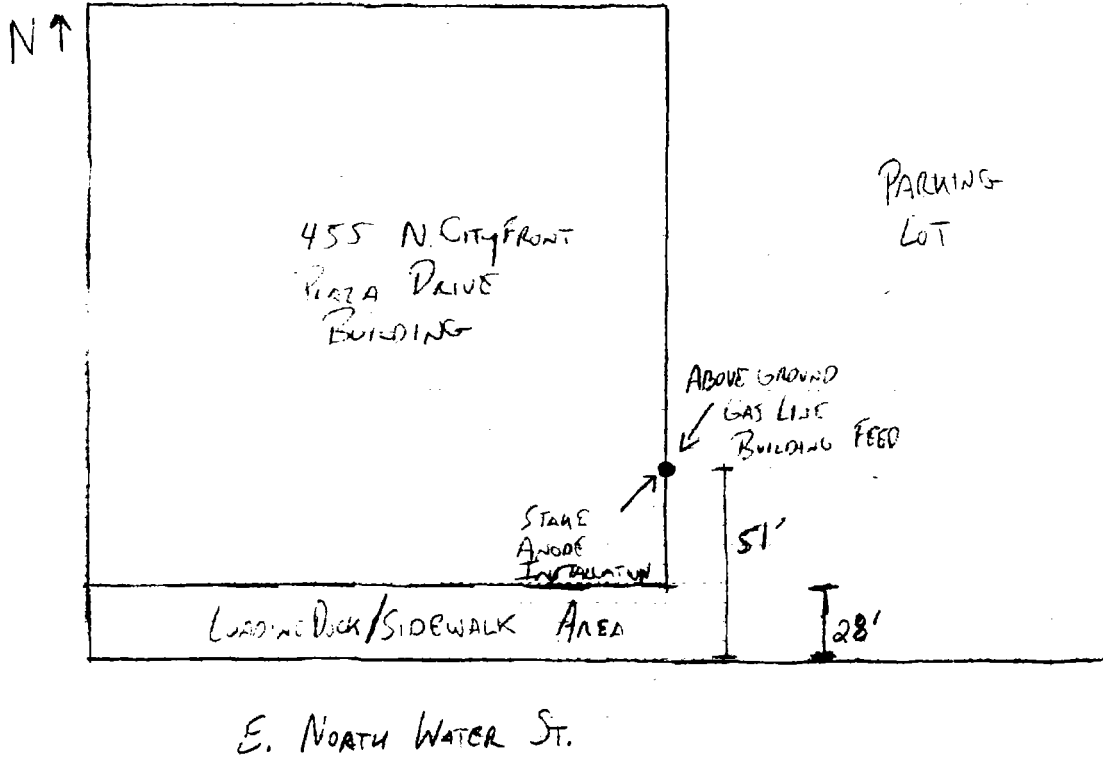 N ↑
455 N. CITYFRONT
PLAZA DRIVE
BUILDING
PARKING
LOT
ABOVE GROUND
GAS LINE
BUILDING FEED
STAKE
ANODE
INSTALLATION
51'
LOADING DOCK/SIDEWALK AREA
28'
E. NORTH WATER ST.